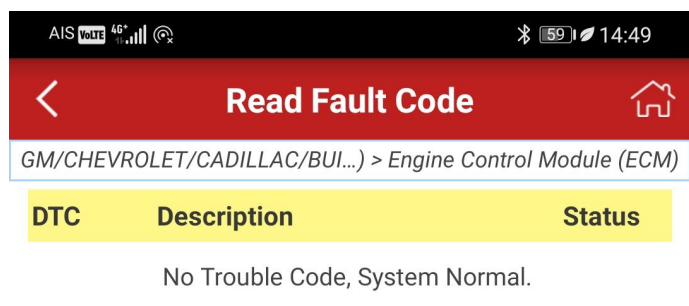 AIS VoLTE 4G+ 59 14:49
Read Fault Code
GM/CHEVROLET/CADILLAC/BUI...) > Engine Control Module (ECM)
DTC Description Status
No Trouble Code, System Normal.